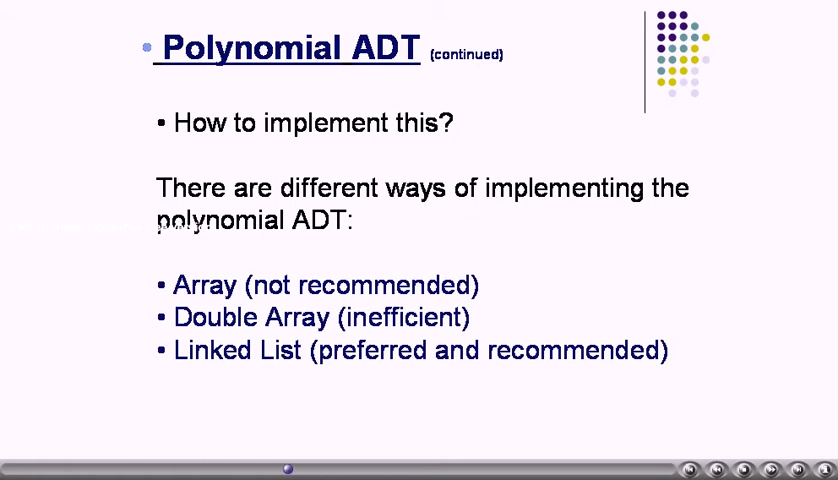 • Polynomial ADT (continued)
• How to implement this?
There are different ways of implementing the
polynomial ADT:
• Array (not recommended)
• Double Array (inefficient)
• Linked List (preferred and recommended)